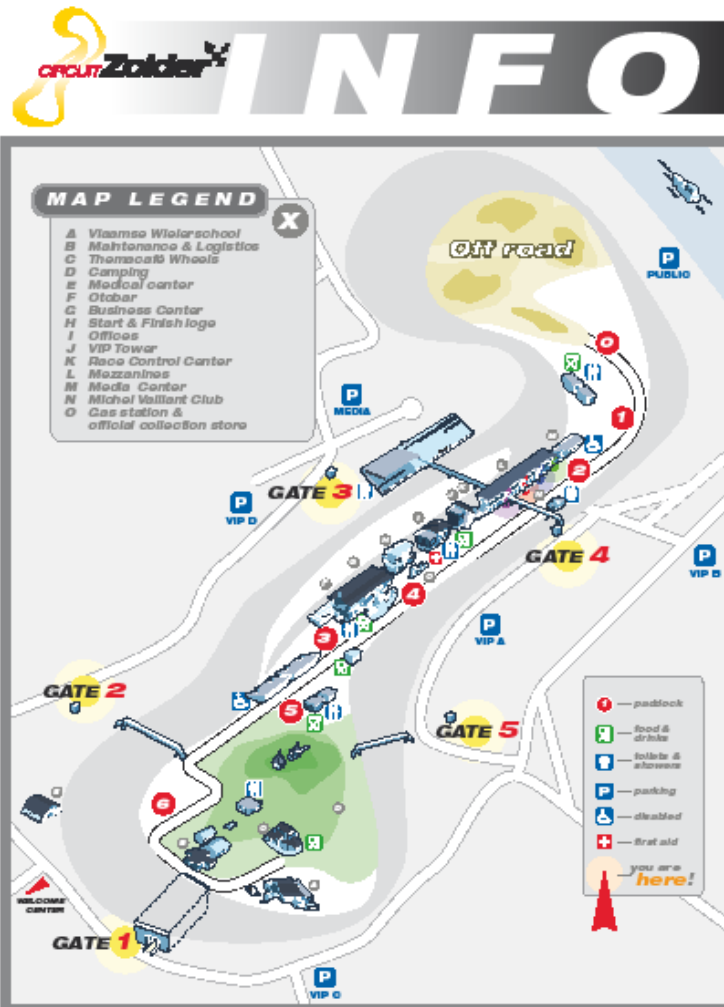 CIRCUIT Zolder
INFO
MAP LEGEND
X
A Vlaamse Wielerschool
B Maintenance & Logistics
C Themacafé Wheels
D Camping
E Medical center
F Otobar
G Business Center
H Start & Finishloge
I Offices
J VIP Tower
K Race Control Center
L Mezzanines
M Media Center
N Michel Vaillant Club
O Gas station &
official collection store
Off road
P
PUBLIC
0
P
MEDIA
1
2
GATE 3
P
VIP D
GATE 4
P
VIP B
4
P
VIP A
3
GATE 2
5
GATE 5
6
1 paddock
food &
drinks
toilets &
showers
P parking
disabled
first aid
you are
here!
WELCOME
CENTER
GATE 1
P
VIP C